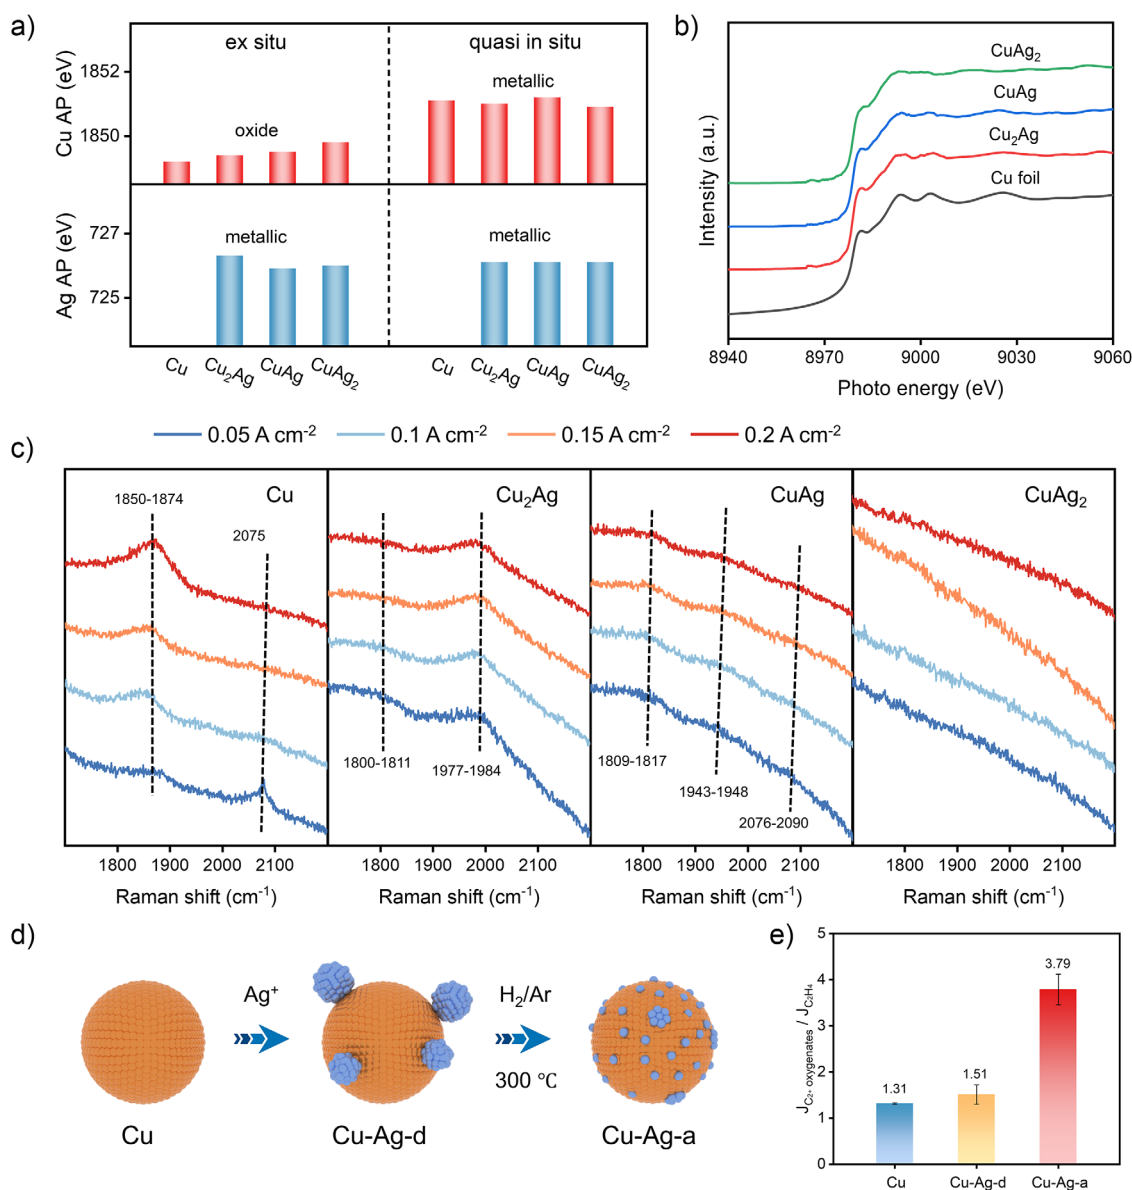 a)
ex situ
quasi in situ
Cu AP (eV)
1852
1850
oxide
metallic
Ag AP (eV)
727
725
metallic
metallic
Cu
Cu₂Ag
CuAg
CuAg₂
Cu
Cu₂Ag
CuAg
CuAg₂
b)
CuAg₂
CuAg
Cu₂Ag
Cu foil
Intensity (a.u.)
8940
8970
9000
9030
9060
Photo energy (eV)
0.05 A cm⁻²
0.1 A cm⁻²
0.15 A cm⁻²
0.2 A cm⁻²
c)
Cu
1850-1874
2075
Cu₂Ag
1800-1811
1977-1984
CuAg
1809-1817
1943-1948
2076-2090
CuAg₂
1800 1900 2000 2100
1800 1900 2000 2100
1800 1900 2000 2100
1800 1900 2000 2100
Raman shift (cm⁻¹)
Raman shift (cm⁻¹)
Raman shift (cm⁻¹)
Raman shift (cm⁻¹)
d)
Ag⁺
H₂/Ar
300 ℃
Cu
Cu-Ag-d
Cu-Ag-a
e)
J C₂₊ oxygenates / J C₂H₄
5
4
3
2
1
0
1.31
1.51
3.79
Cu
Cu-Ag-d
Cu-Ag-a